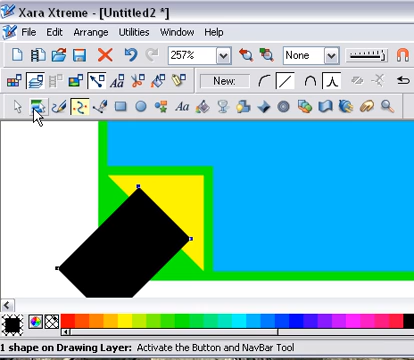 Xara Xtreme - [Untitled2 *]
File Edit Arrange Utilities Window Help
257% None
New:
Aa
1 shape on Drawing Layer: Activate the Button and NavBar Tool